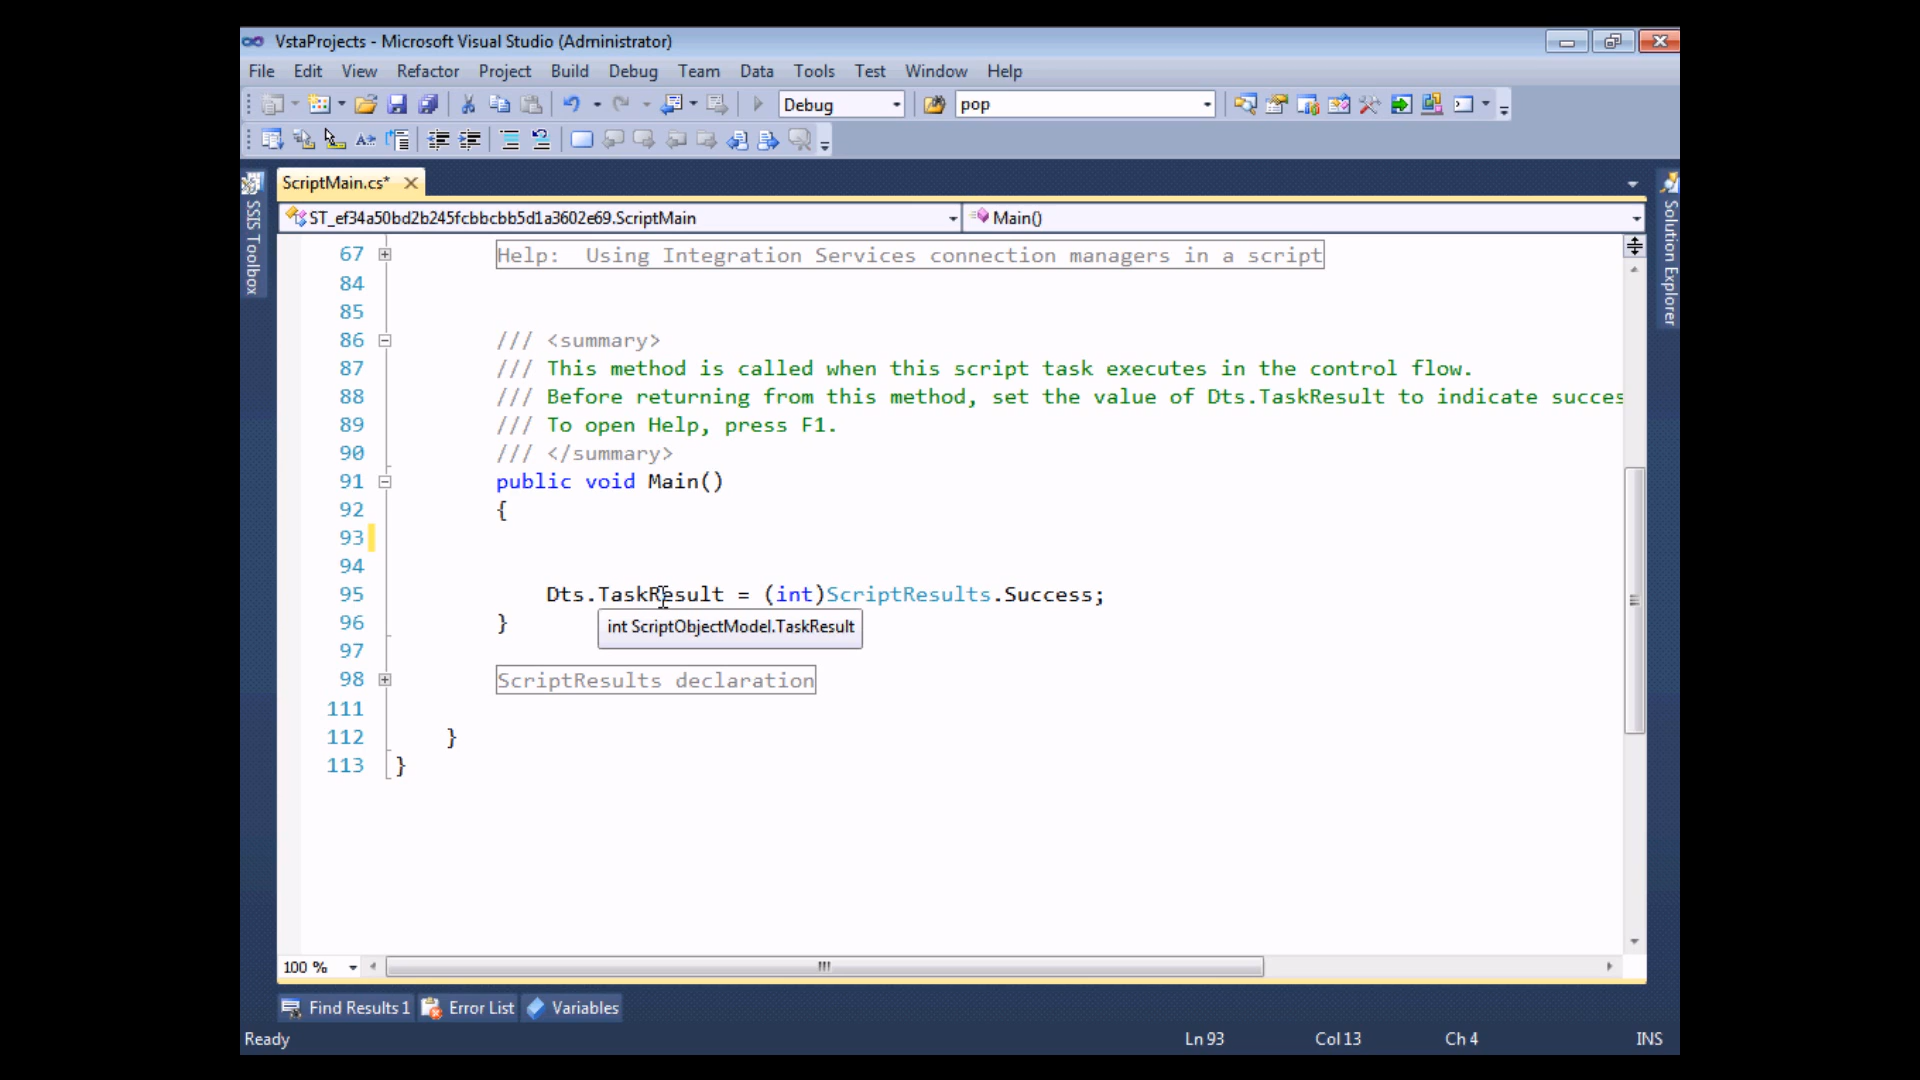 VstaProjects - Microsoft Visual Studio (Administrator)
File Edit View Refactor Project Build Debug Team Data Tools Test Window Help
Debug pop
ScriptMain.cs*
SSIS Toolbox
Solution Explorer
ST_ef34a50bd2b245fcbbcbb5d1a3602e69.ScriptMain Main()
67 Help:  Using Integration Services connection managers in a script
84
85
86 /// <summary>
87 /// This method is called when this script task executes in the control flow.
88 /// Before returning from this method, set the value of Dts.TaskResult to indicate succes
89 /// To open Help, press F1.
90 /// </summary>
91 public void Main()
92 {
93
94
95 Dts.TaskResult = (int)ScriptResults.Success;
96 }
int ScriptObjectModel.TaskResult
97
98 ScriptResults declaration
111
112 }
113 }
100 %
Find Results 1 Error List Variables
Ready Ln 93 Col 13 Ch 4 INS